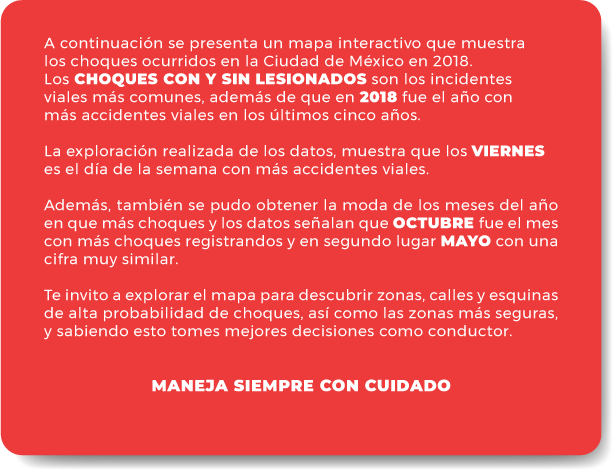 A continuación se presenta un mapa interactivo que muestra
los choques ocurridos en la Ciudad de México en 2018.
Los CHOQUES CON Y SIN LESIONADOS son los incidentes
viales más comunes, además de que en 2018 fue el año con
más accidentes viales en los últimos cinco años.
La exploración realizada de los datos, muestra que los VIERNES
es el día de la semana con más accidentes viales.
Además, también se pudo obtener la moda de los meses del año
en que más choques y los datos señalan que OCTUBRE fue el mes
con más choques registrandos y en segundo lugar MAYO con una
cifra muy similar.
Te invito a explorar el mapa para descubrir zonas, calles y esquinas
de alta probabilidad de choques, así como las zonas más seguras,
y sabiendo esto tomes mejores decisiones como conductor.
MANEJA SIEMPRE CON CUIDADO